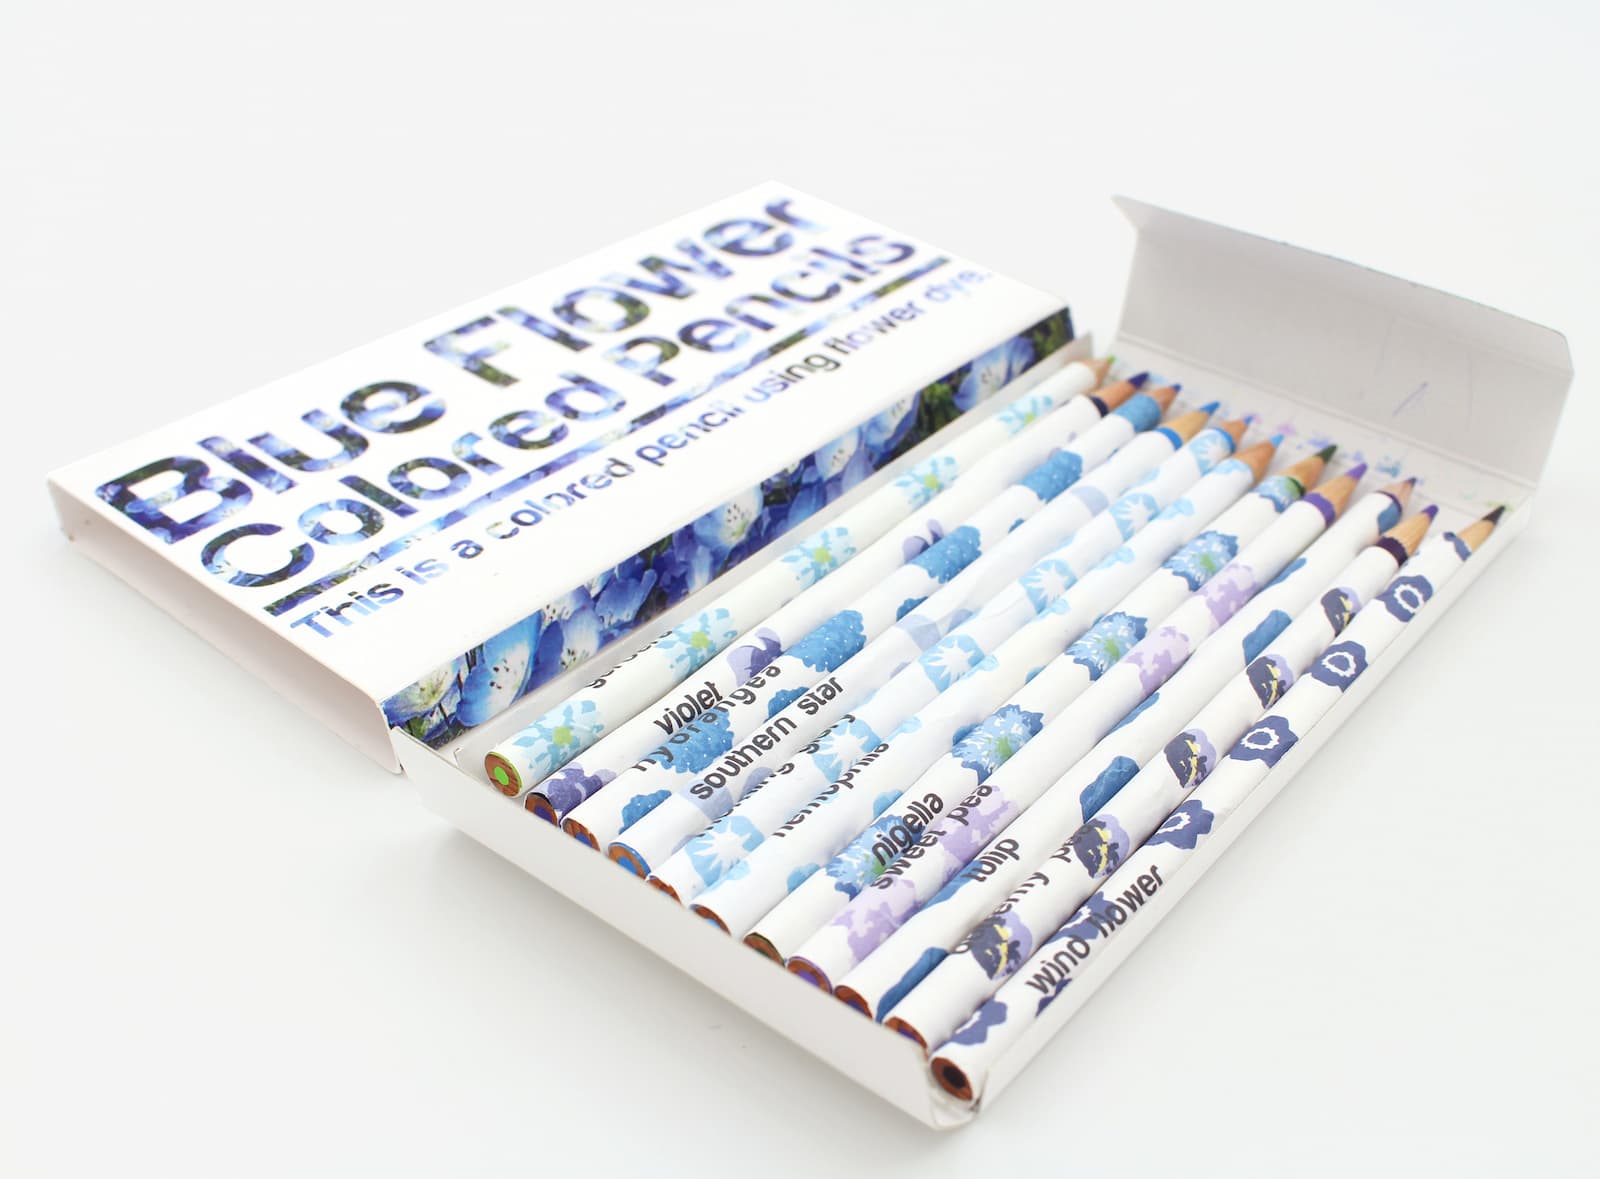 Blue Flower
Colored Pencils
This is a colored pencil using flower dye.
violet
hydrangea
southern star
nemophila
nigella
sweet pea
tulip
wind flower